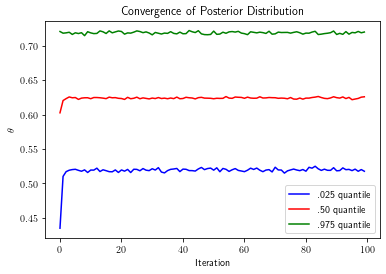 Convergence of Posterior Distribution
θ
0.70
0.65
0.60
0.55
0.50
0.45
0
20
40
60
80
100
Iteration
.025 quantile
.50 quantile
.975 quantile